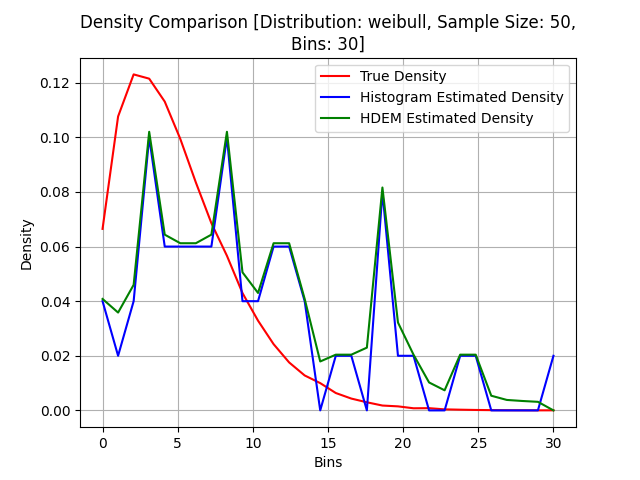 Density Comparison [Distribution: weibull, Sample Size: 50,
Bins: 30]
True Density
Histogram Estimated Density
HDEM Estimated Density
Density
0.12
0.10
0.08
0.06
0.04
0.02
0.00
0 5 10 15 20 25 30
Bins